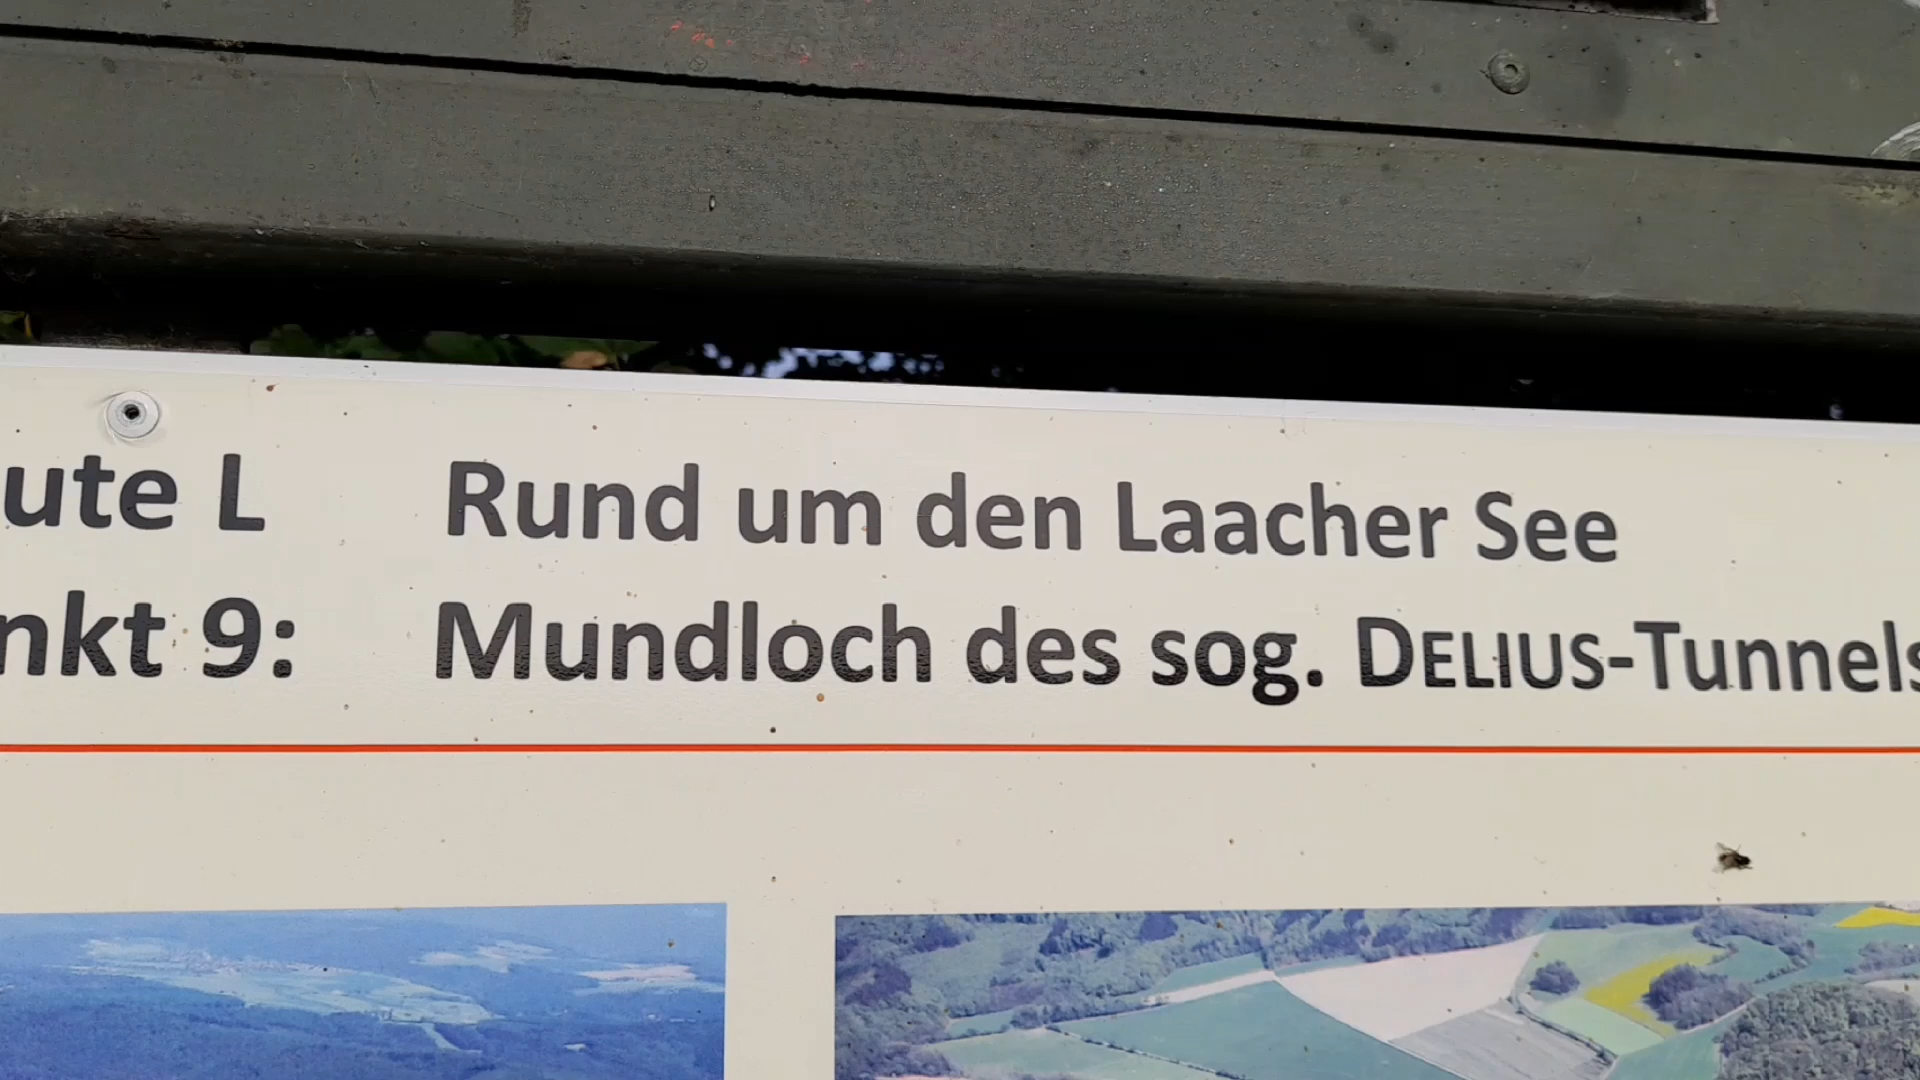 ute L Rund um den Laacher See
nkt 9: Mundloch des sog. DELIUS-Tunnels